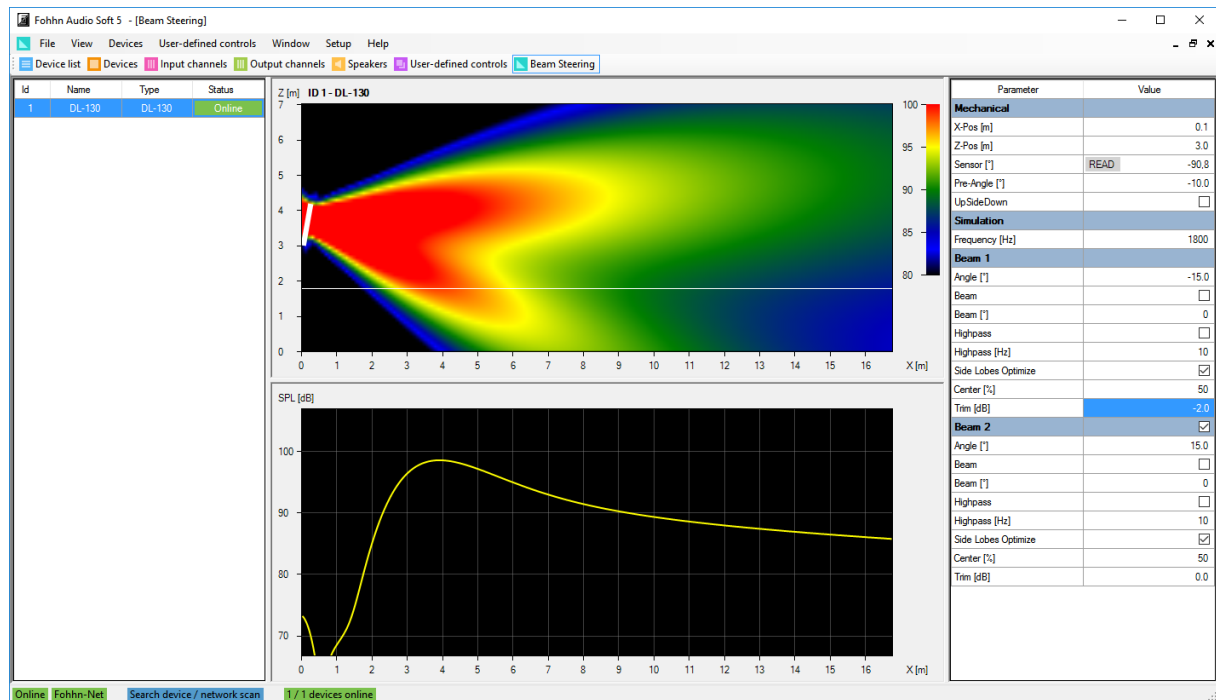 Fohhn Audio Soft 5 - [Beam Steering]
File View Devices User-defined controls Window Setup Help
Device list Devices Input channels Output channels Speakers User-defined controls Beam Steering
Id Name Type Status
1 DL-130 DL-130 Online
Z [m] ID 1 - DL-130
7
6
5
4
3
2
1
0
0 1 2 3 4 5 6 7 8 9 10 11 12 13 14 15 16 X [m]
100
95
90
85
80
SPL [dB]
100
90
80
70
0 1 2 3 4 5 6 7 8 9 10 11 12 13 14 15 16 X [m]
Parameter Value
Mechanical
X-Pos [m] 0.1
Z-Pos [m] 3.0
Sensor [°] READ -90,8
Pre-Angle [°] -10.0
UpSideDown
Simulation
Frequency [Hz] 1800
Beam 1
Angle [°] -15.0
Beam
Beam [°] 0
Highpass
Highpass [Hz] 10
Side Lobes Optimize
Center [%] 50
Trim [dB] -2.0
Beam 2
Angle [°] 15.0
Beam
Beam [°] 0
Highpass
Highpass [Hz] 10
Side Lobes Optimize
Center [%] 50
Trim [dB] 0.0
Online Fohhn-Net Search device / network scan 1 / 1 devices online